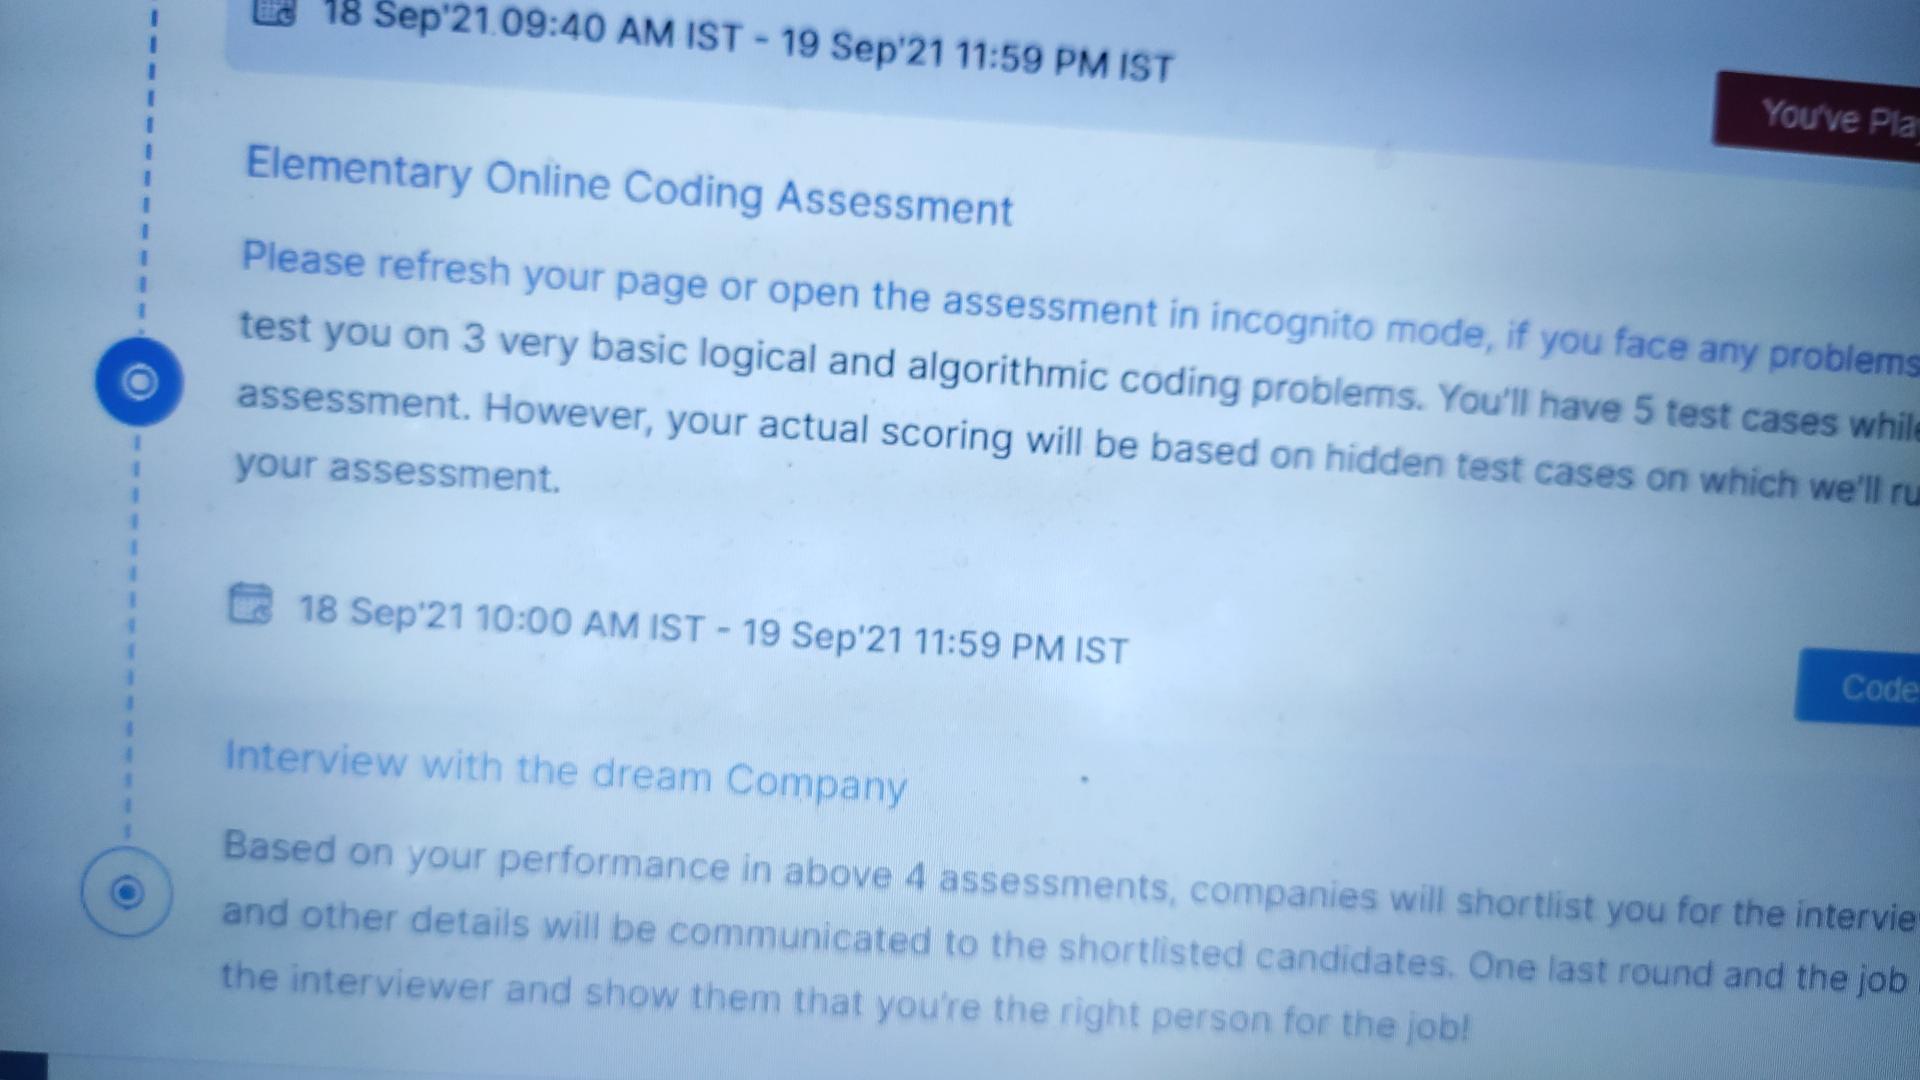 18 Sep'21 09:40 AM IST - 19 Sep'21 11:59 PM IST
You've
Elementary Online Coding Assessment
Please refresh your page or open the assessment in incognito mode, if you face any problems
test you on 3 very basic logical and algorithmic coding problems. You'll have 5 test cases while
assessment. However, your actual scoring will be based on hidden test cases on which we'll
your assessment.
18 Sep'21 10:00 AM IST - 19 Sep'21 11:59 PM IST
Code
Interview with the dream Company
Based on your performance in above 4 assessments, companies will shortlist you for the
and other details will be communicated to the shortlisted candidates. One last round and the job
the interviewer and show them that you're the right person for the job!